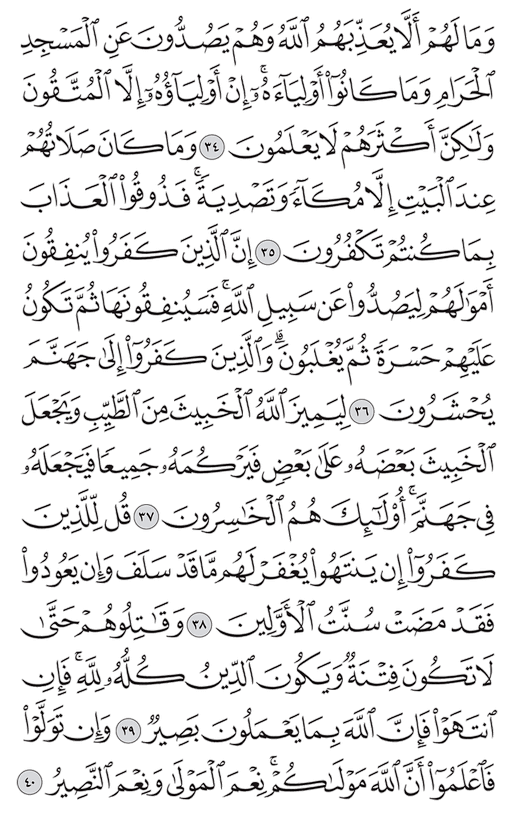 وَمَا لَهُمْ أَلَّا يُعَذِّبَهُمُ ٱللَّهُ وَهُمْ يَصُدُّونَ عَنِ ٱلْمَسْجِدِ
ٱلْحَرَامِ وَمَا كَانُوٓا۟ أَوْلِيَآءَهُۥٓ ۚ إِنْ أَوْلِيَآؤُهُۥٓ إِلَّا ٱلْمُتَّقُونَ
وَلَـٰكِنَّ أَكْثَرَهُمْ لَا يَعْلَمُونَ ٣٤ وَمَا كَانَ صَلَاتُهُمْ
عِندَ ٱلْبَيْتِ إِلَّا مُكَآءً وَتَصْدِيَةً ۚ فَذُوقُوا۟ ٱلْعَذَابَ
بِمَا كُنتُمْ تَكْفُرُونَ ٣٥ إِنَّ ٱلَّذِينَ كَفَرُوا۟ يُنفِقُونَ
أَمْوَٰلَهُمْ لِيَصُدُّوا۟ عَن سَبِيلِ ٱللَّهِ ۚ فَسَيُنفِقُونَهَا ثُمَّ تَكُونُ
عَلَيْهِمْ حَسْرَةً ثُمَّ يُغْلَبُونَ ۗ وَٱلَّذِينَ كَفَرُوٓا۟ إِلَىٰ جَهَنَّمَ
يُحْشَرُونَ ٣٦ لِيَمِيزَ ٱللَّهُ ٱلْخَبِيثَ مِنَ ٱلطَّيِّبِ وَيَجْعَلَ
ٱلْخَبِيثَ بَعْضَهُۥ عَلَىٰ بَعْضٍ فَيَرْكُمَهُۥ جَمِيعًا فَيَجْعَلَهُۥ
فِى جَهَنَّمَ ۚ أُو۟لَـٰٓئِكَ هُمُ ٱلْخَـٰسِرُونَ ٣٧ قُل لِّلَّذِينَ
كَفَرُوٓا۟ إِن يَنتَهُوا۟ يُغْفَرْ لَهُم مَّا قَدْ سَلَفَ وَإِن يَعُودُوا۟
فَقَدْ مَضَتْ سُنَّتُ ٱلْأَوَّلِينَ ٣٨ وَقَـٰتِلُوهُمْ حَتَّىٰ
لَا تَكُونَ فِتْنَةٌ وَيَكُونَ ٱلدِّينُ كُلُّهُۥ لِلَّهِ ۚ فَإِنِ
ٱنتَهَوْا۟ فَإِنَّ ٱللَّهَ بِمَا يَعْمَلُونَ بَصِيرٌ ٣٩ وَإِن تَوَلَّوْا۟
فَٱعْلَمُوٓا۟ أَنَّ ٱللَّهَ مَوْلَىٰكُمْ ۚ نِعْمَ ٱلْمَوْلَىٰ وَنِعْمَ ٱلنَّصِيرُ ٤٠